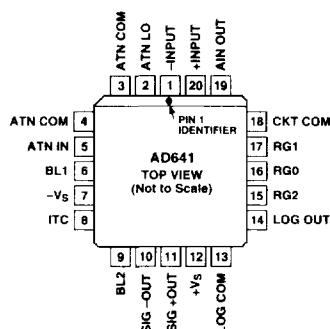 ATN COM
ATN LO
–INPUT
+INPUT
AIN OUT
3
2
1
20
19
ATN COM 4
ATN IN 5
BL1 6
–VS 7
ITC 8
PIN 1
IDENTIFIER
AD641
TOP VIEW
(Not to Scale)
18 CKT COM
17 RG1
16 RG0
15 RG2
14 LOG OUT
9
10
11
12
13
BL2
SIG –OUT
SIG +OUT
+VS
LOG COM